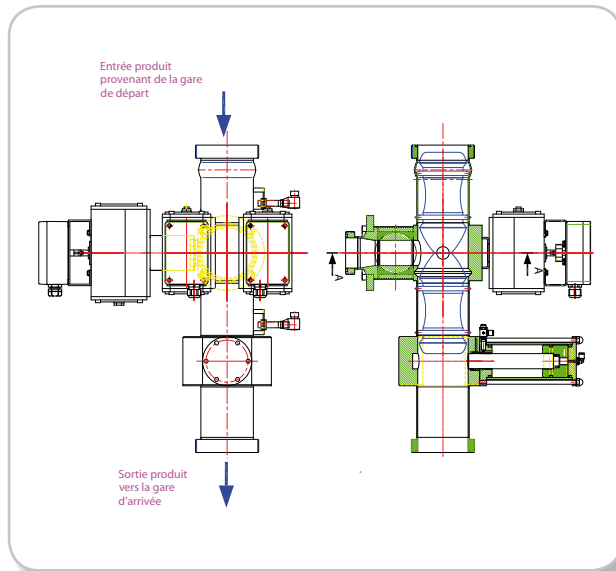 Entrée produit
provenant de la gare
de départ
A
A
Sortie produit
vers la gare
d'arrivée